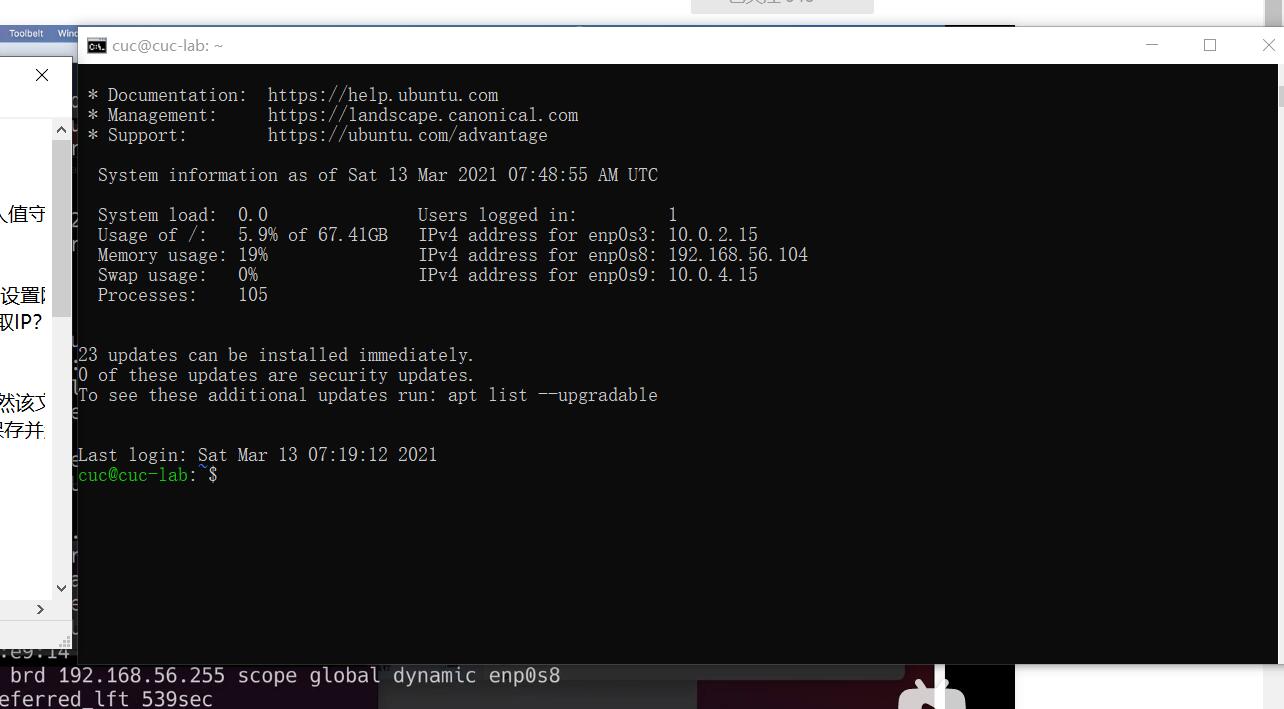 Toolbelt
cuc@cuc-lab: ~
* Documentation:  https://help.ubuntu.com
* Management:     https://landscape.canonical.com
* Support:        https://ubuntu.com/advantage
System information as of Sat 13 Mar 2021 07:48:55 AM UTC
System load:  0.0               Users logged in:         1
Usage of /:   5.9% of 67.41GB   IPv4 address for enp0s3: 10.0.2.15
Memory usage: 19%               IPv4 address for enp0s8: 192.168.56.104
Swap usage:   0%                IPv4 address for enp0s9: 10.0.4.15
Processes:    105
23 updates can be installed immediately.
0 of these updates are security updates.
To see these additional updates run: apt list --upgradable
Last login: Sat Mar 13 07:19:12 2021
cuc@cuc-lab:~$
值守
设置
取IP?
然该文
保存并
:e9:14
brd 192.168.56.255 scope global dynamic enp0s8
eferred_lft 539sec